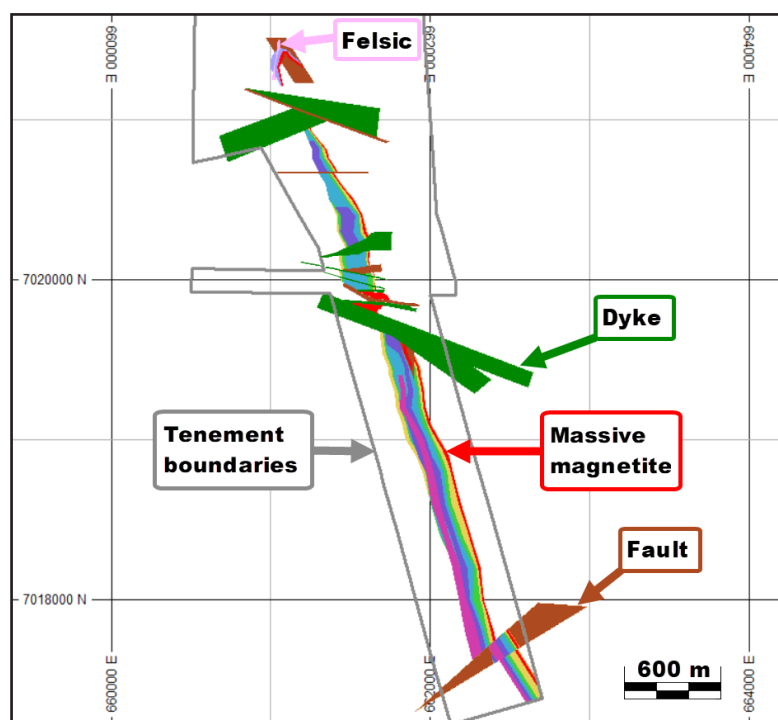 660000 E
662000 E
664000 E
Felsic
7020000 N
Dyke
Tenement
boundaries
Massive
magnetite
Fault
7018000 N
660000 E
662000 E
664000 E
600 m